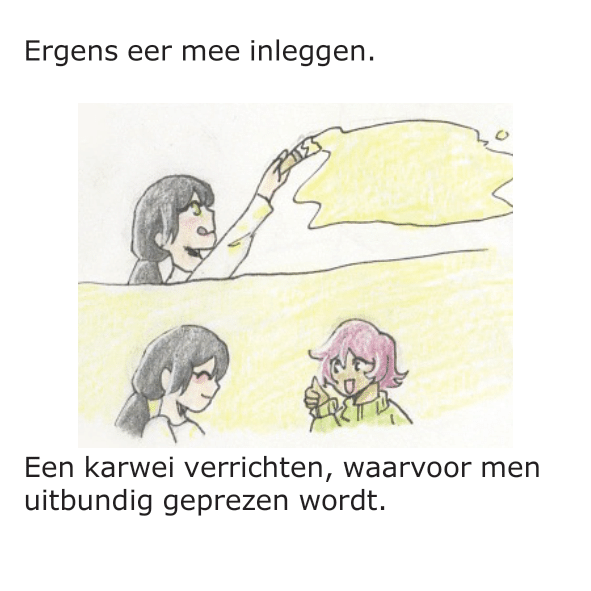 Ergens eer mee inleggen.
Een karwei verrichten, waarvoor men
uitbundig geprezen wordt.